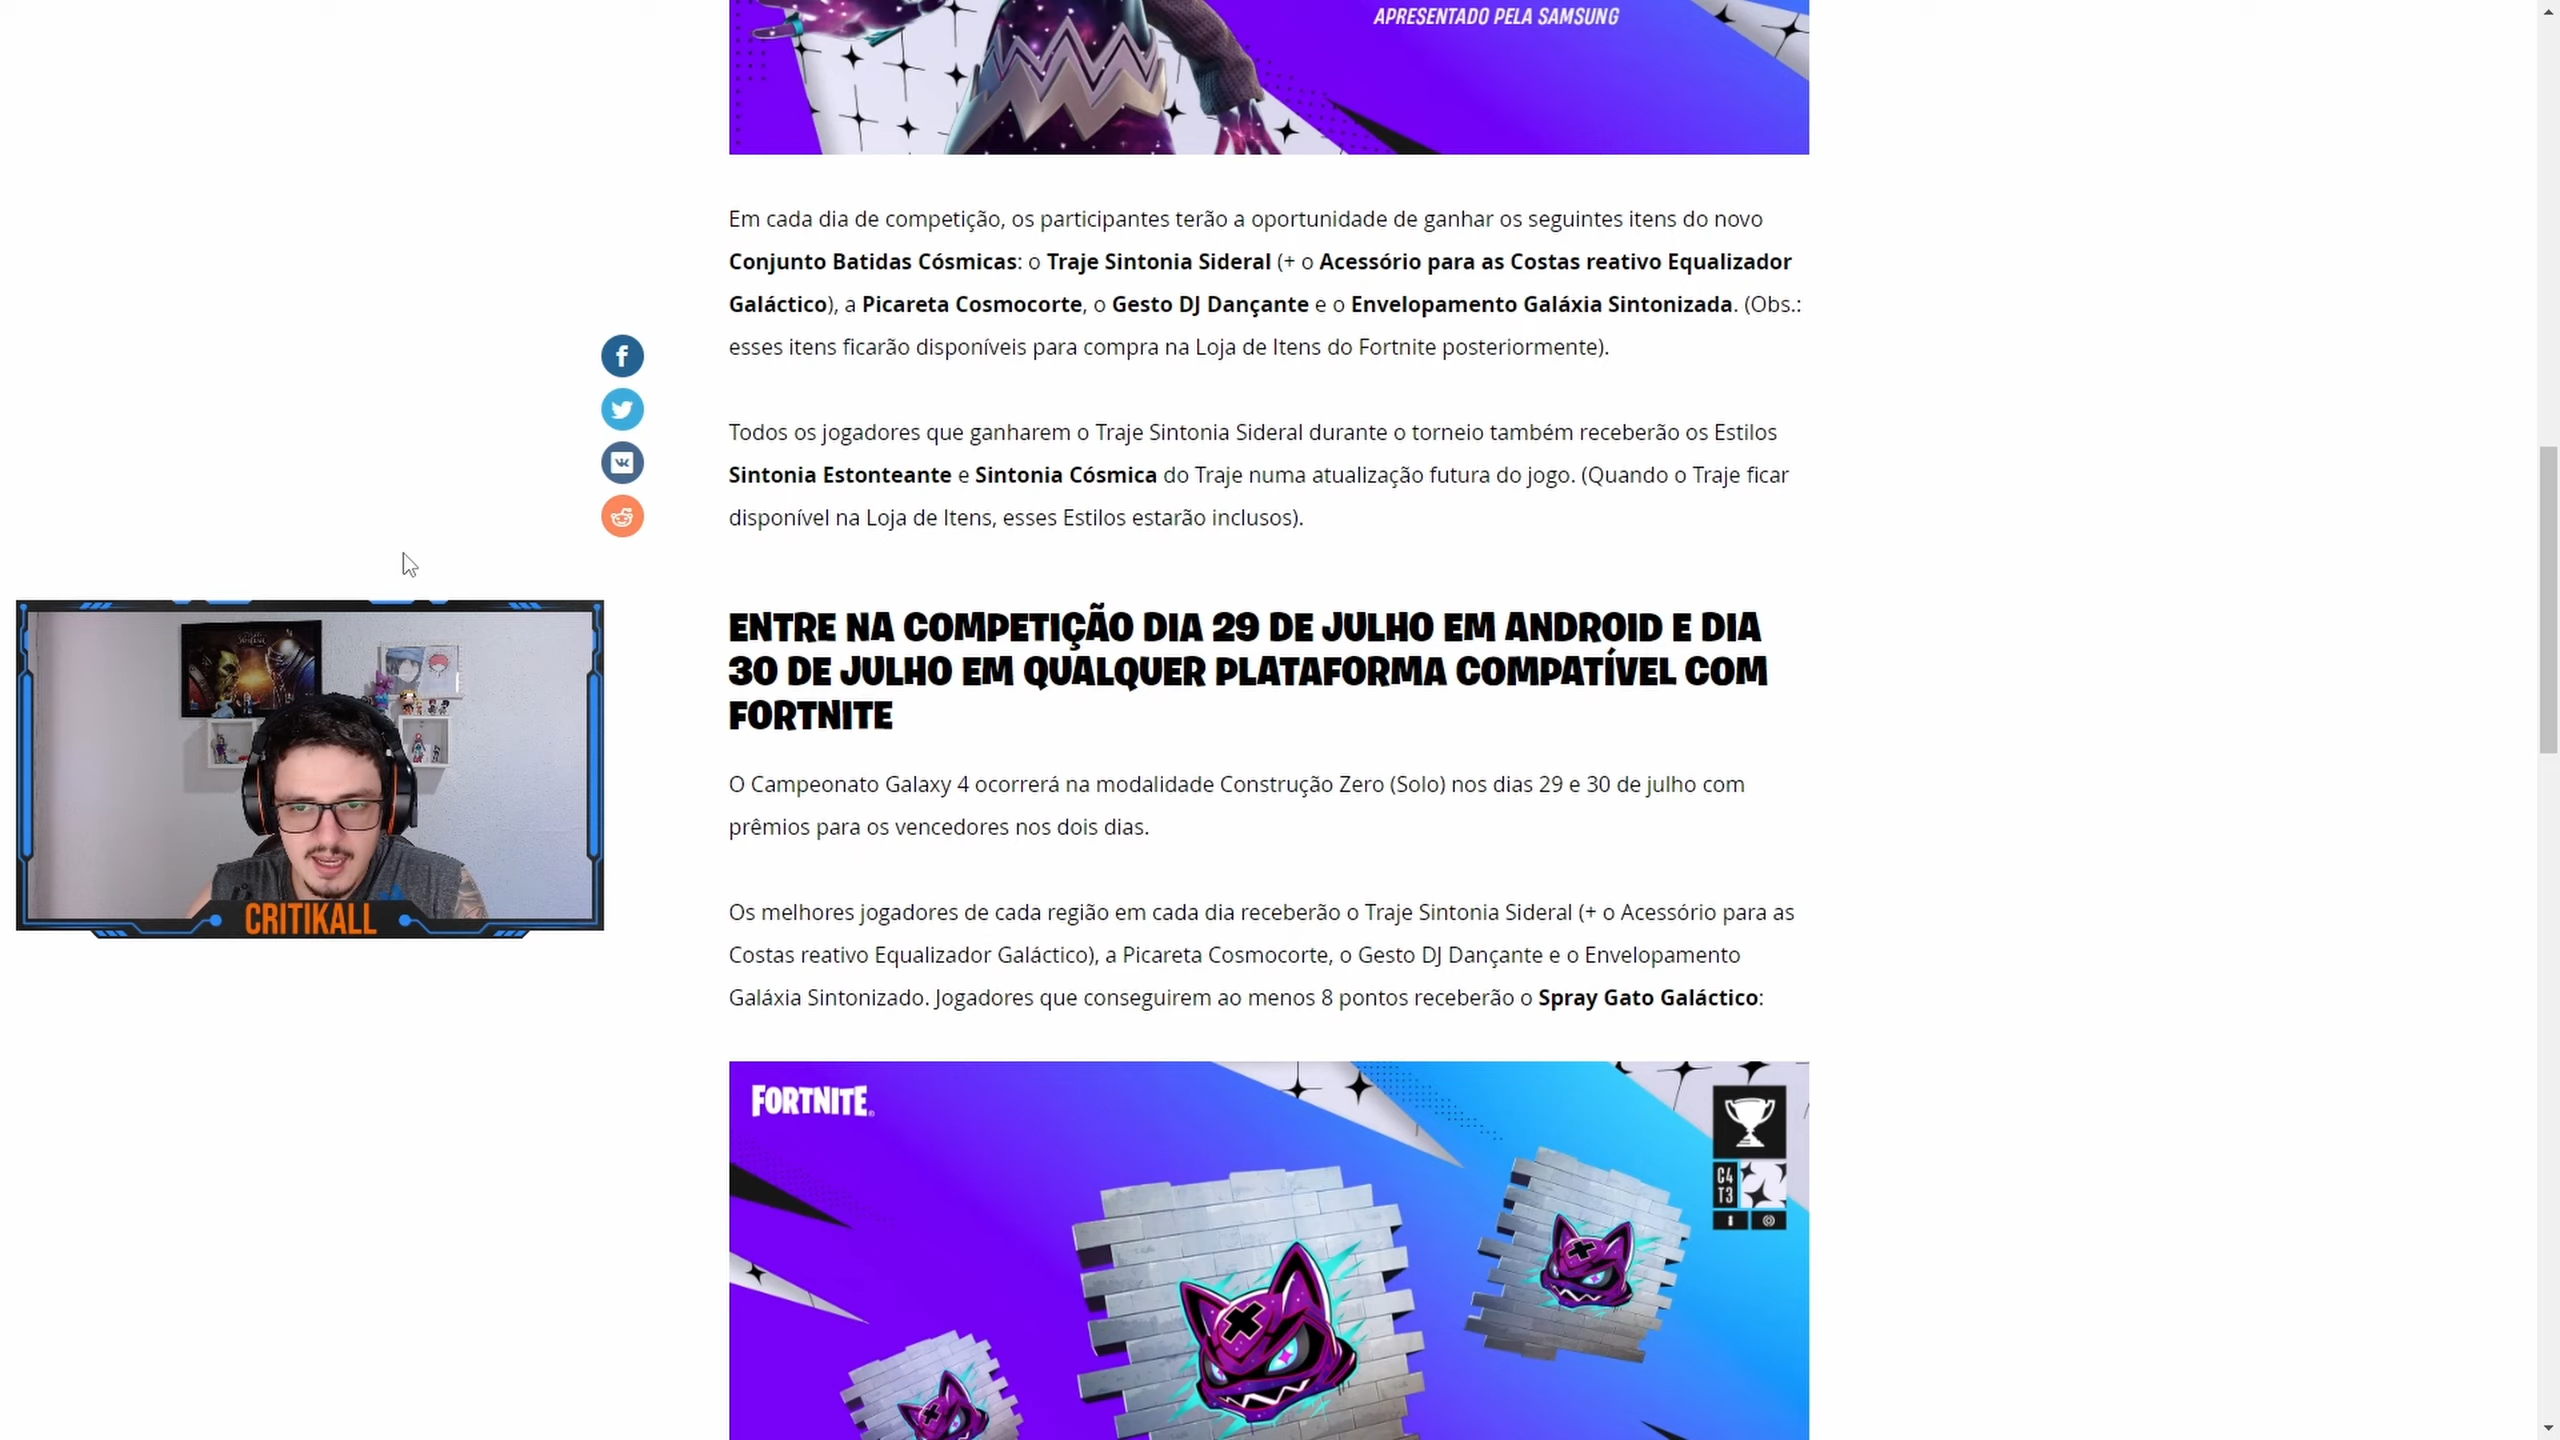 APRESENTADO PELA SAMSUNG
Em cada dia de competição, os participantes terão a oportunidade de ganhar os seguintes itens do novo
Conjunto Batidas Cósmicas: o Traje Sintonia Sideral (+ o Acessório para as Costas reativo Equalizador
Galáctico), a Picareta Cosmocorte, o Gesto DJ Dançante e o Envelopamento Galáxia Sintonizada. (Obs.:
esses itens ficarão disponíveis para compra na Loja de Itens do Fortnite posteriormente).
Todos os jogadores que ganharem o Traje Sintonia Sideral durante o torneio também receberão os Estilos
Sintonia Estonteante e Sintonia Cósmica do Traje numa atualização futura do jogo. (Quando o Traje ficar
disponível na Loja de Itens, esses Estilos estarão inclusos).
ENTRE NA COMPETIÇÃO DIA 29 DE JULHO EM ANDROID E DIA
30 DE JULHO EM QUALQUER PLATAFORMA COMPATÍVEL COM
FORTNITE
O Campeonato Galaxy 4 ocorrerá na modalidade Construção Zero (Solo) nos dias 29 e 30 de julho com
prêmios para os vencedores nos dois dias.
Os melhores jogadores de cada região em cada dia receberão o Traje Sintonia Sideral (+ o Acessório para as
Costas reativo Equalizador Galáctico), a Picareta Cosmocorte, o Gesto DJ Dançante e o Envelopamento
Galáxia Sintonizado. Jogadores que conseguirem ao menos 8 pontos receberão o Spray Gato Galáctico:
CRITIKALL
FORTNITE
C4
T3